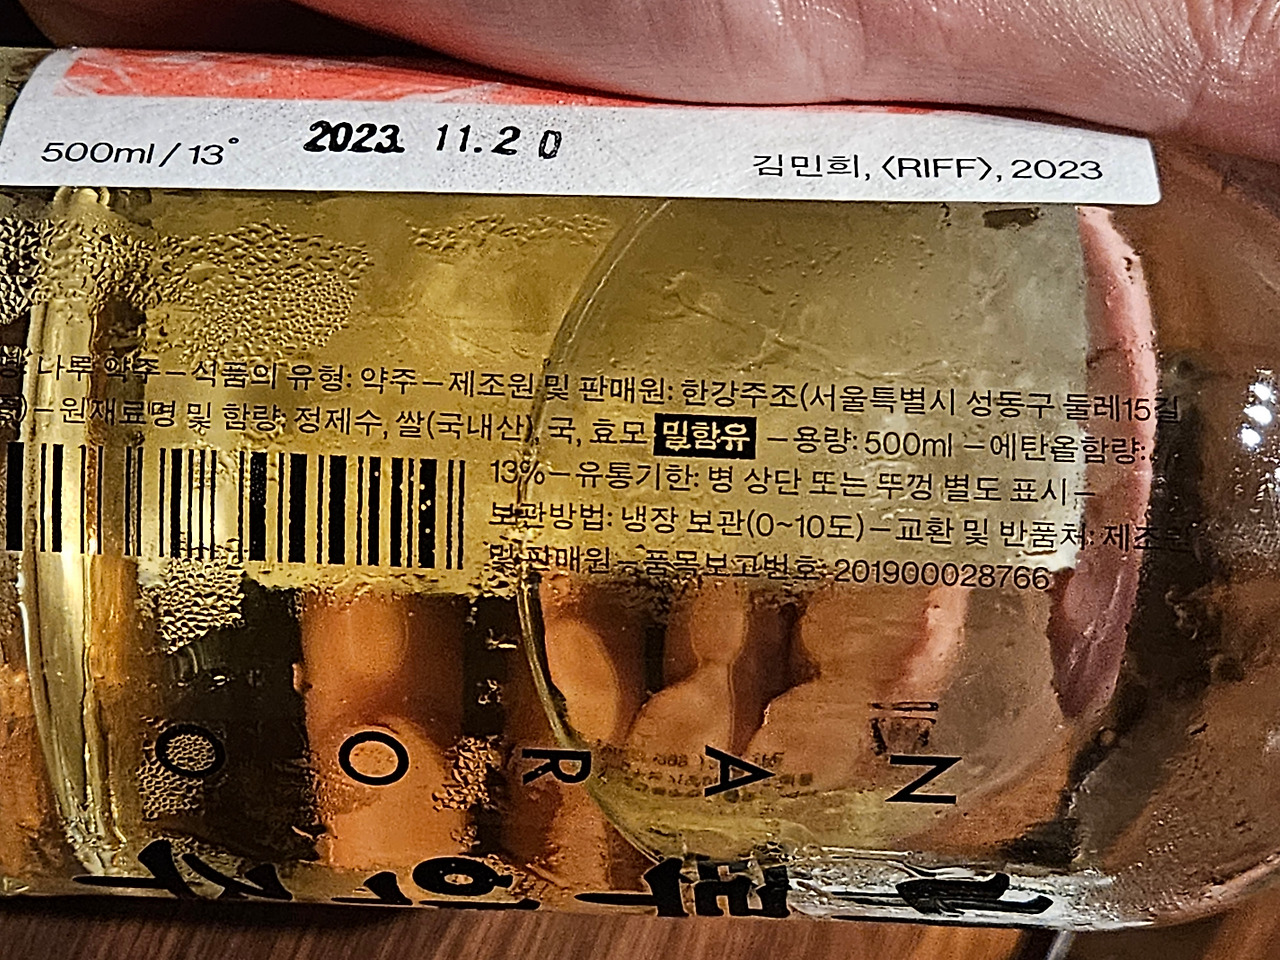 500ml / 13° 2023. 11. 20 김민희, 〈RIFF〉, 2023
나루 약주 – 식품의 유형: 약주 – 제조원 및 판매원: 한강주조(서울특별시 성동구 둘레15길
– 원재료명 및 함량: 정제수, 쌀(국내산), 국, 효모 밀함유 – 용량: 500ml – 에탄올함량:
13% – 유통기한: 병 상단 또는 뚜껑 별도 표시 –
보관방법: 냉장 보관(0~10도) – 교환 및 반품처: 제조원
및 판매원 – 품목보고번호: 201900028766
NAROO